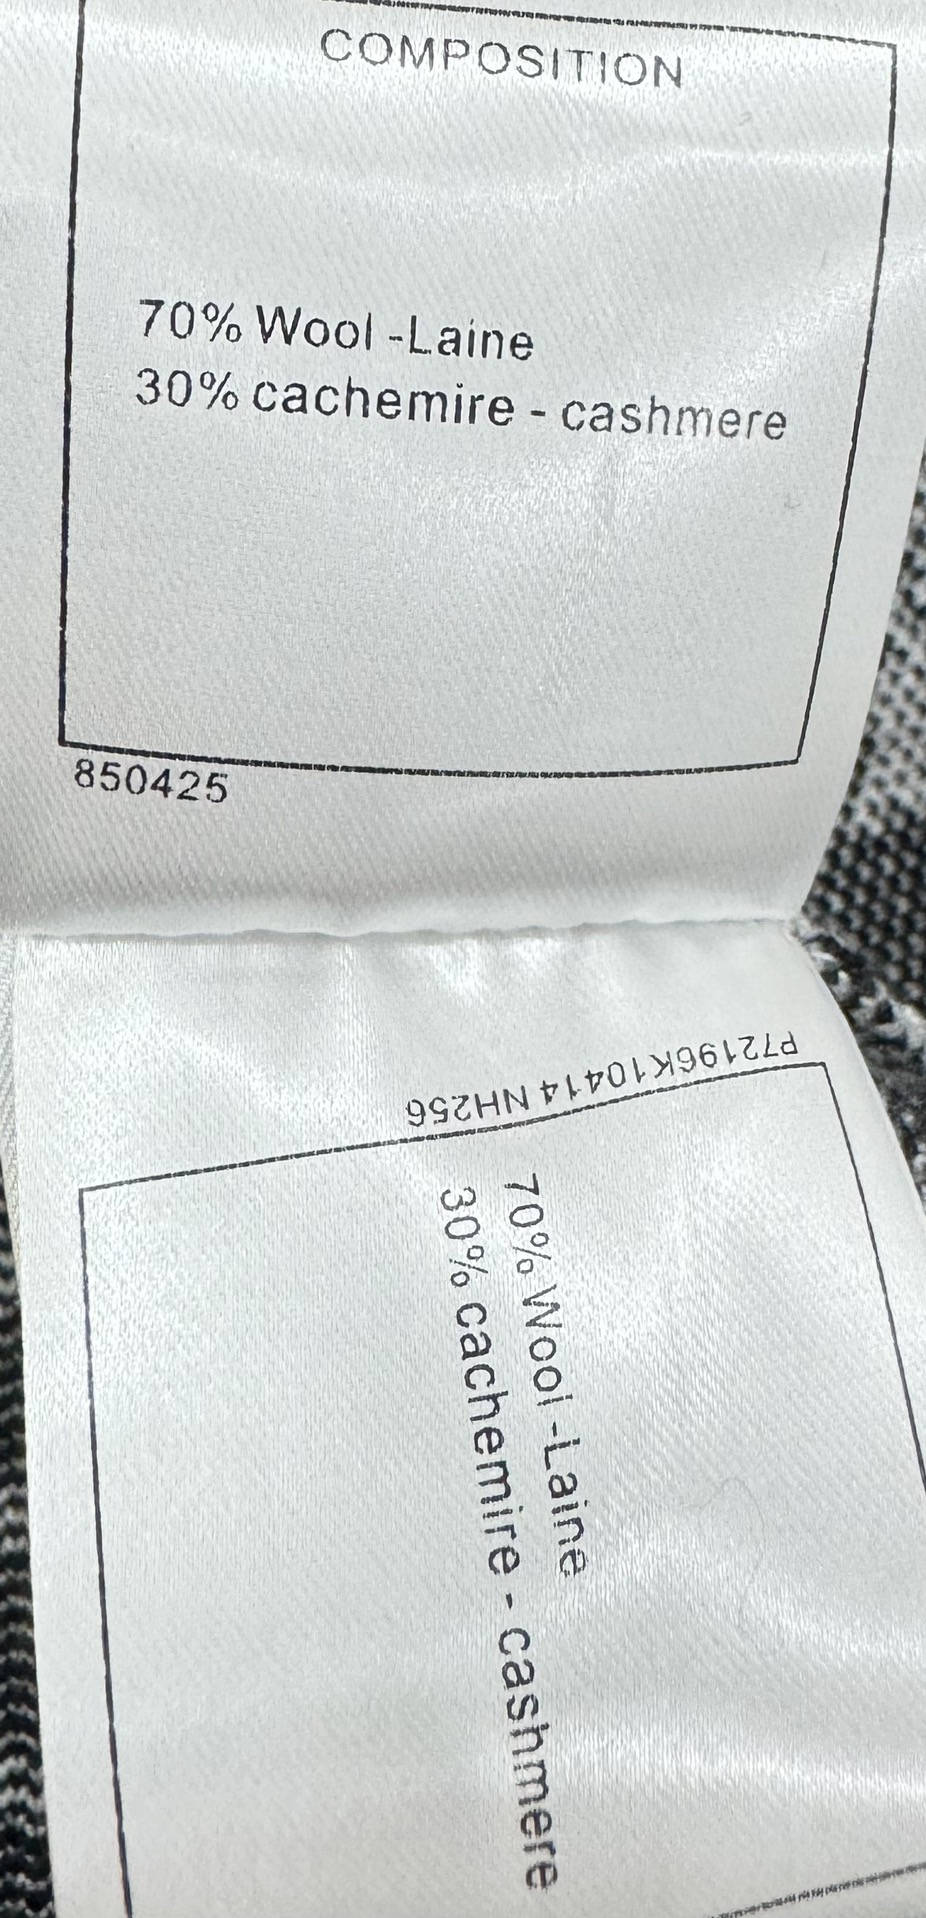 COMPOSITION
70% Wool -Laine
30% cachemire - cashmere
850425
P72196K10414 NH256
70% Wool -Laine
30% cachemire - cashmere